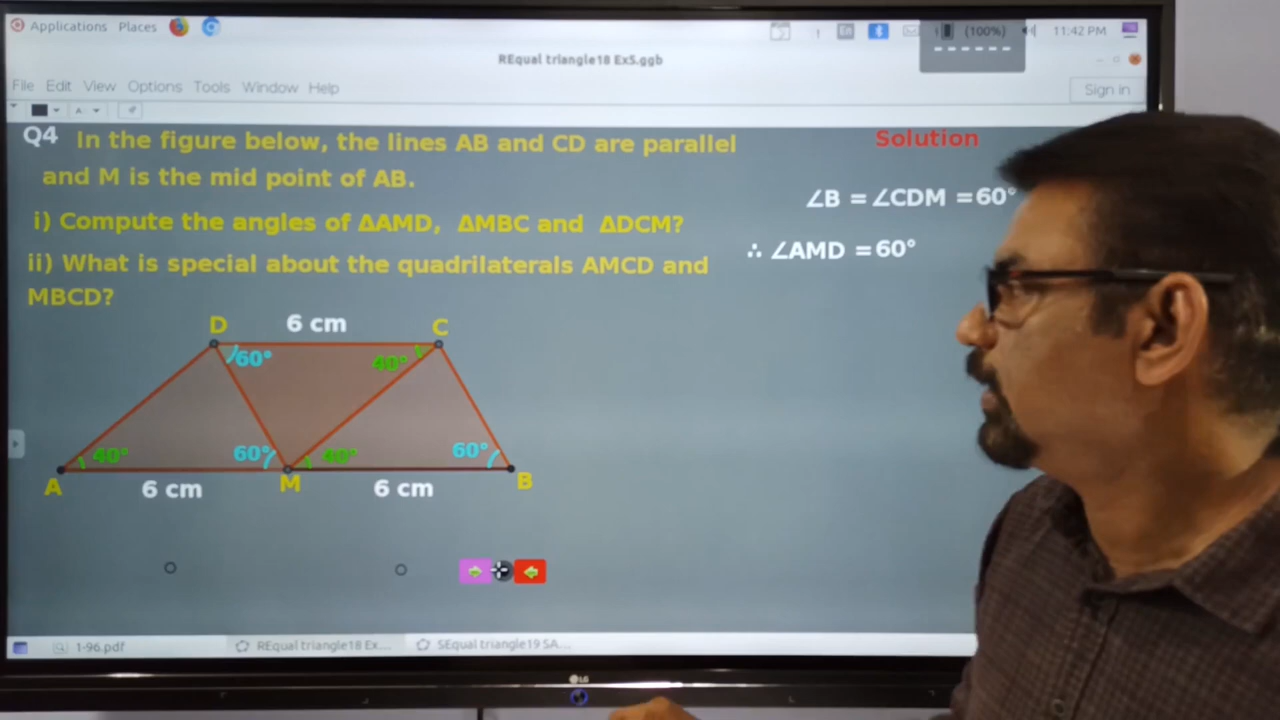 Applications Places
En
(100%)
11:42 PM
REqual triangle18 Ex5.ggb
File Edit View Options Tools Window Help
Sign in
Q4 In the figure below, the lines AB and CD are parallel
and M is the mid point of AB.
i) Compute the angles of ΔAMD, ΔMBC and ΔDCM?
ii) What is special about the quadrilaterals AMCD and
MBCD?
Solution
∠B = ∠CDM = 60°
∴ ∠AMD = 60°
D 6 cm C
60° 40°
40° 60° 40° 60°
A 6 cm M 6 cm B
1-96.pdf
REqual triangle18 Ex...
SEqual triangle19 SA...
LG